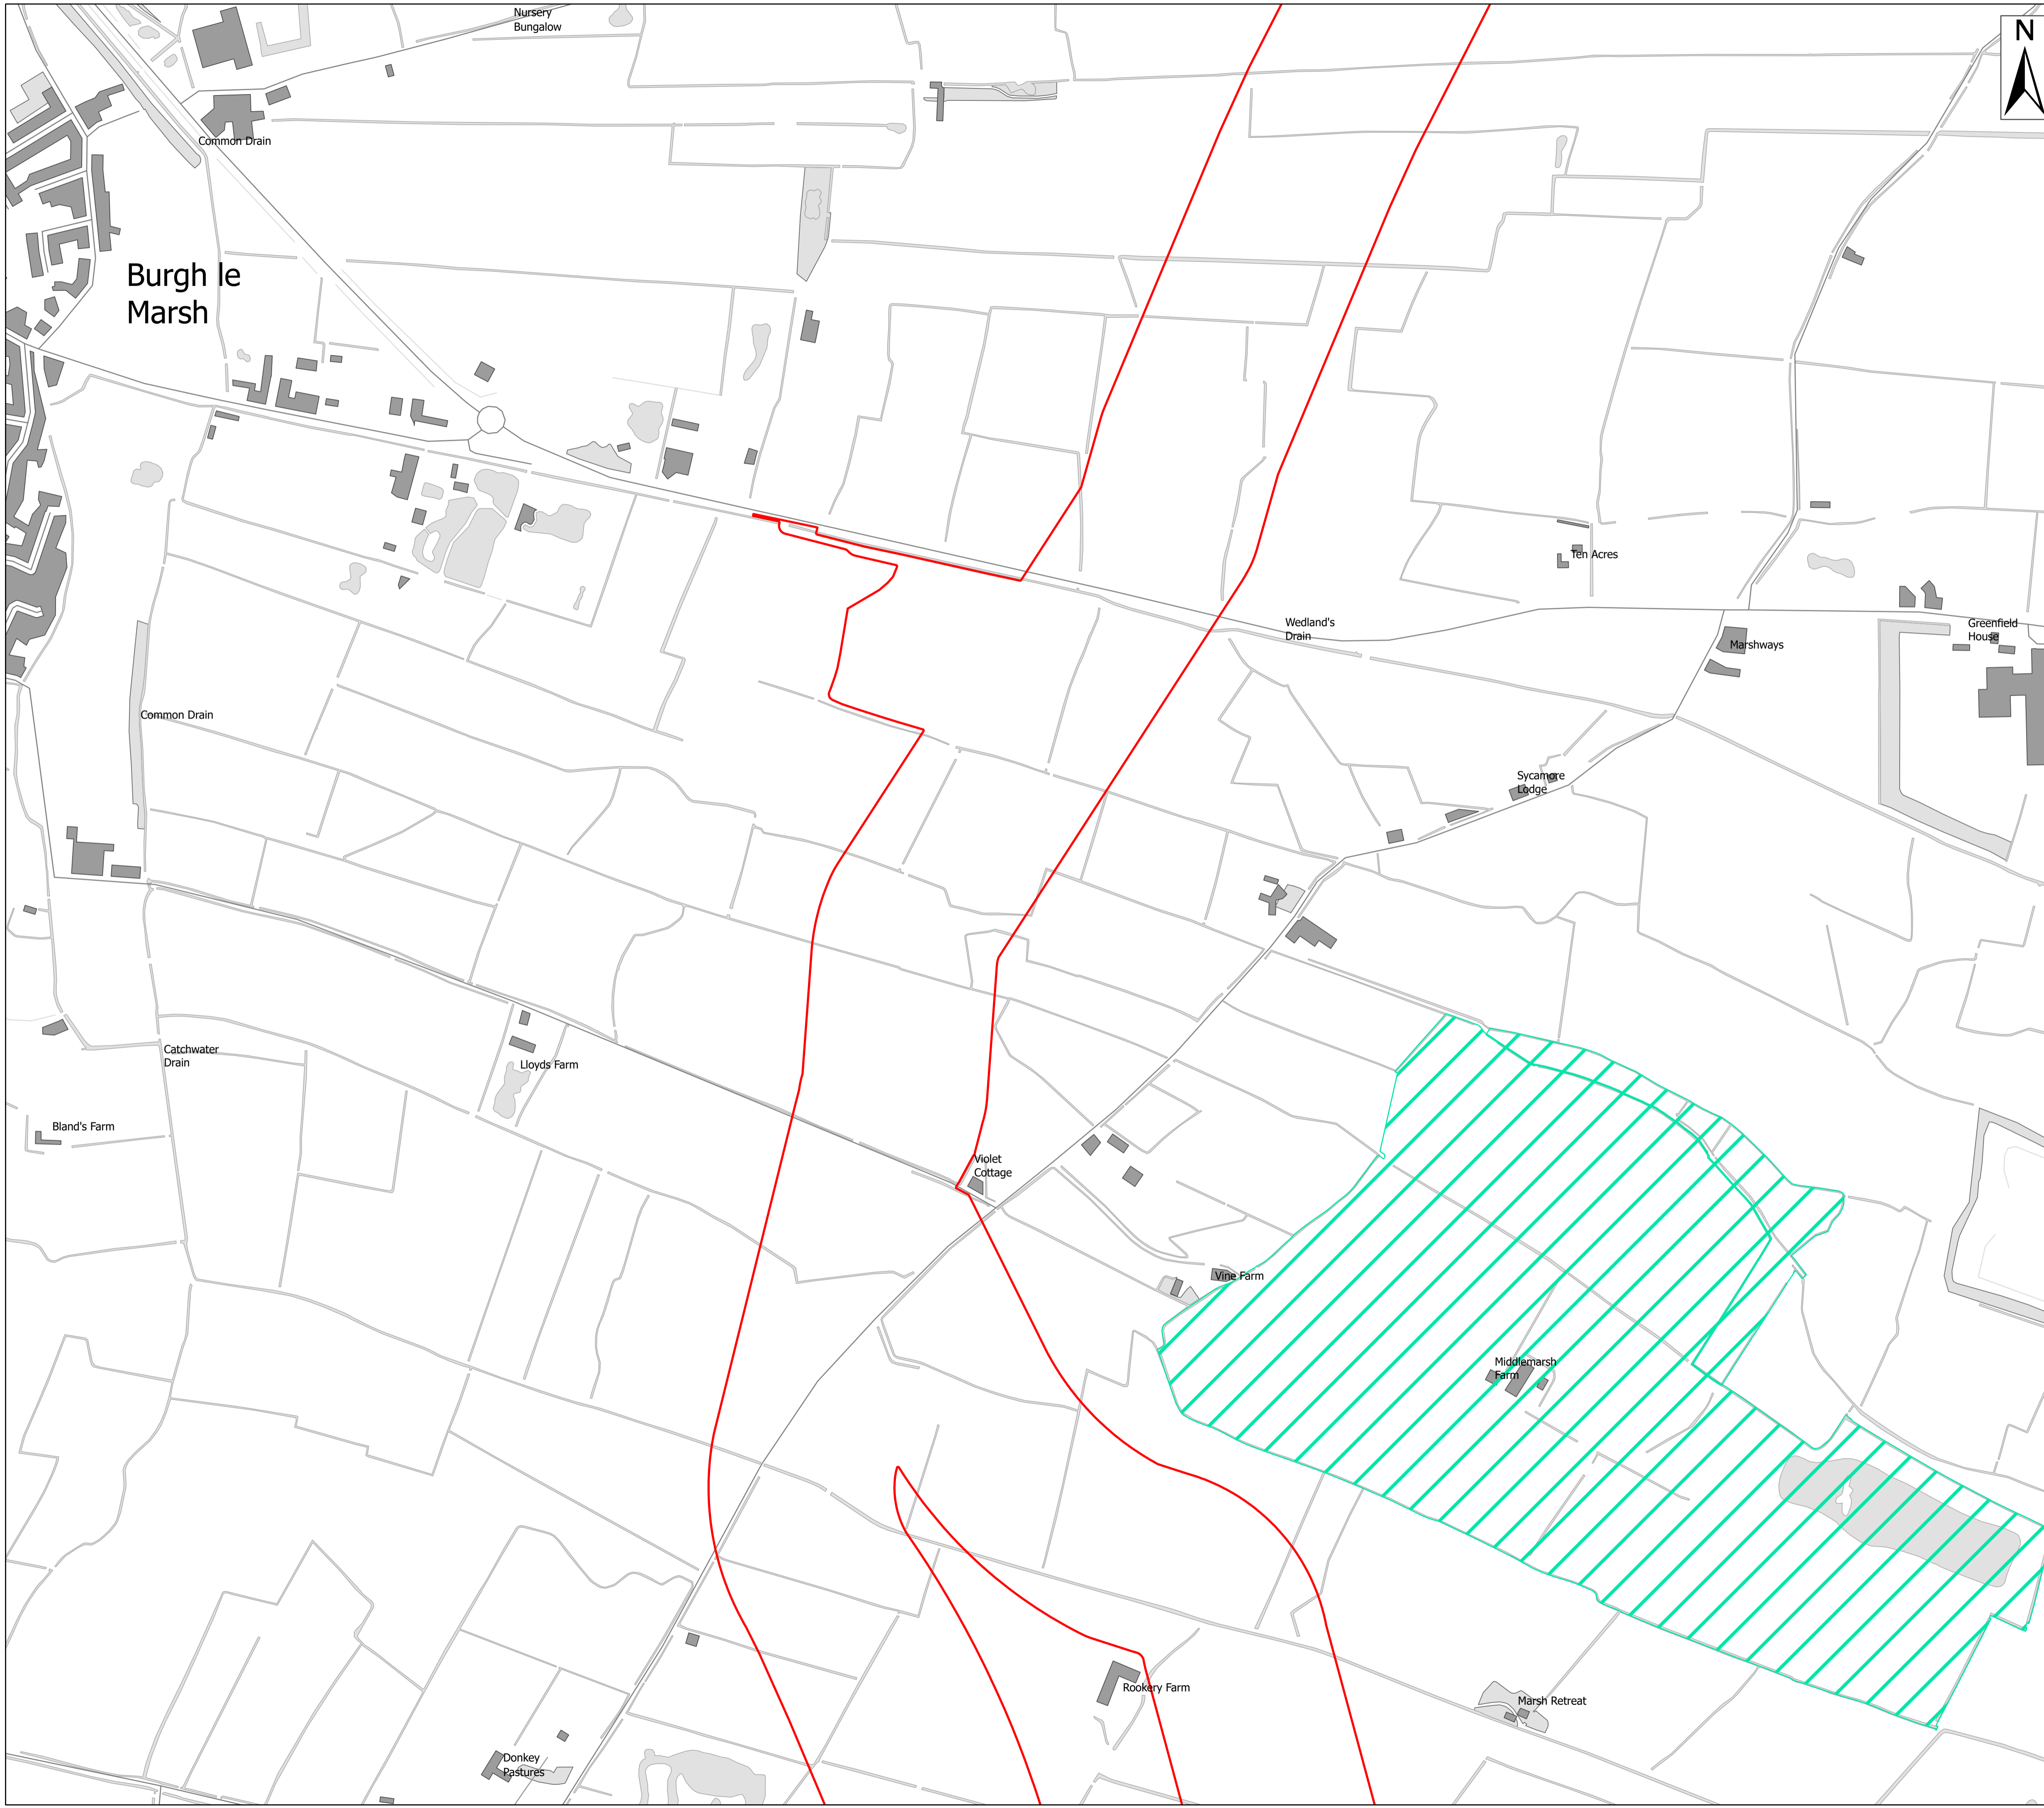 Nursery
Bungalow
N
Common Drain
Burgh le
Marsh
Ten Acres
Wedland's
Drain
Greenfield
House
Marshways
Common Drain
Sycamore
Lodge
Catchwater
Drain
Lloyds Farm
Bland's Farm
Violet
Cottage
Vine Farm
Middlemarsh
Farm
Rookery Farm
Marsh Retreat
Donkey
Pastures